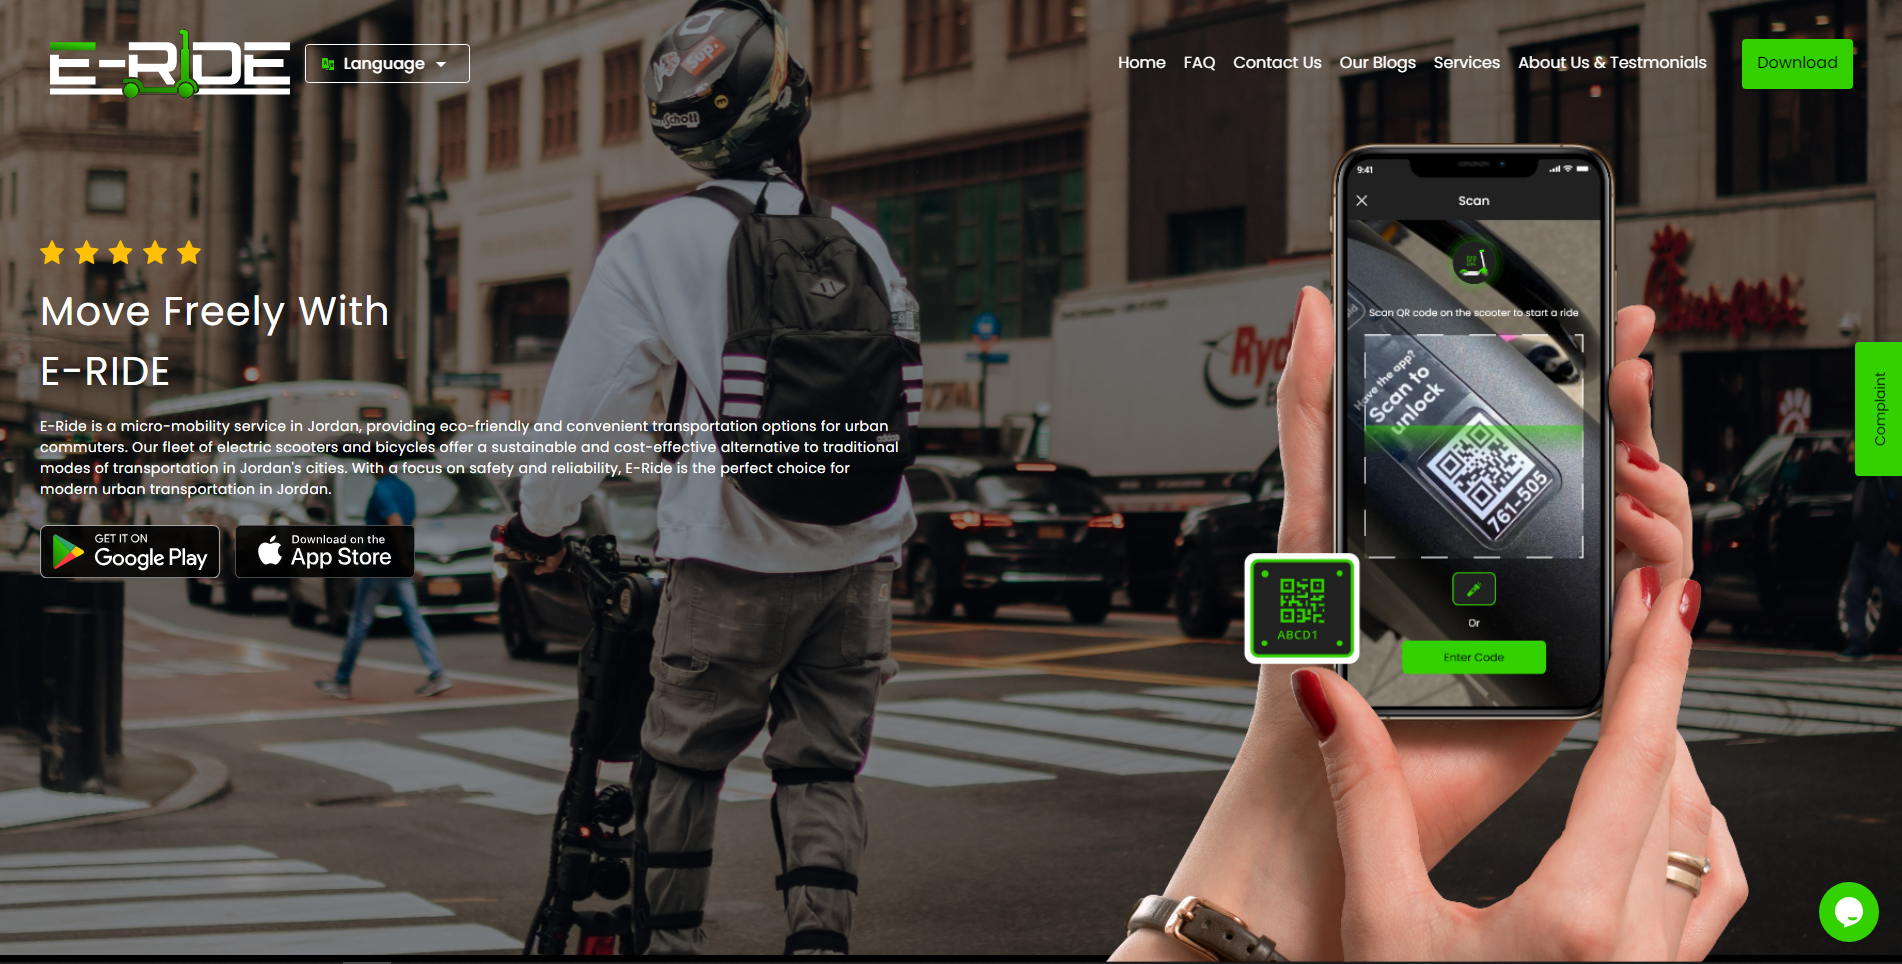 E-RIDE
Language
Home FAQ Contact Us Our Blogs Services About Us & Testmonials Download
Move Freely With
E-RIDE
E-Ride is a micro-mobility service in Jordan, providing eco-friendly and convenient transportation options for urban
commuters. Our fleet of electric scooters and bicycles offer a sustainable and cost-effective alternative to traditional
modes of transportation in Jordan's cities. With a focus on safety and reliability, E-Ride is the perfect choice for
modern urban transportation in Jordan.
GET IT ON
Google Play
Download on the
App Store
Sup.
Schott
adidas
9:41
Scan
Scan QR code on the scooter to start a ride
Have the app?
Scan to
unlock
761-505
Or
Enter Code
ABCD1
Complaint